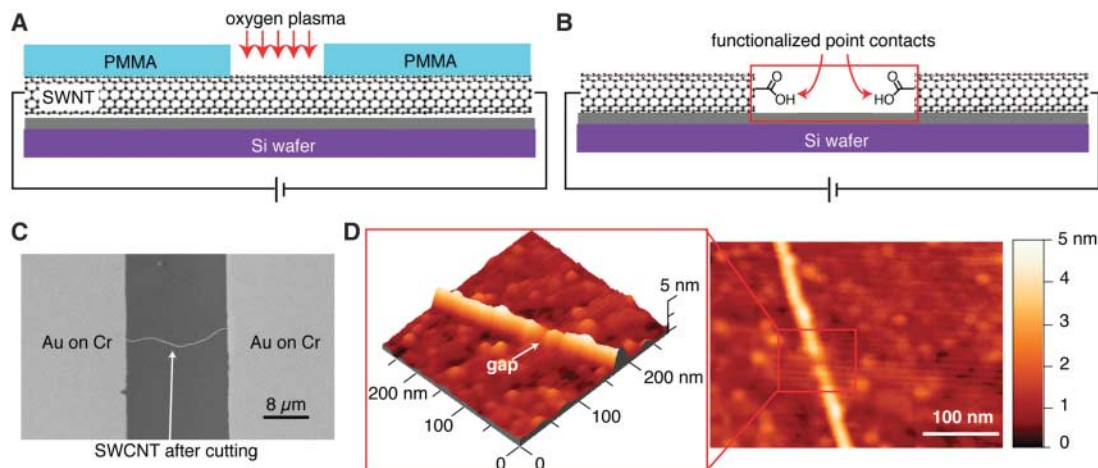 A
oxygen plasma
PMMA
PMMA
SWNT
Si wafer
B
functionalized point contacts
O
OH
O
HO
Si wafer
C
Au on Cr
Au on Cr
8 µm
SWCNT after cutting
D
5 nm
gap
200 nm
200 nm
100
100
0
0
100 nm
5 nm
4
3
2
1
0